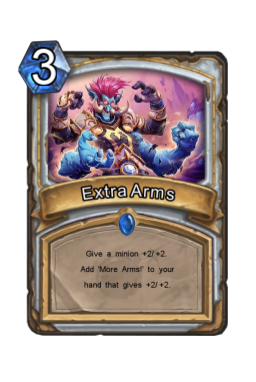 3
Extra Arms
Give a minion +2/+2.
Add 'More Arms!' to your
hand that gives +2/+2.